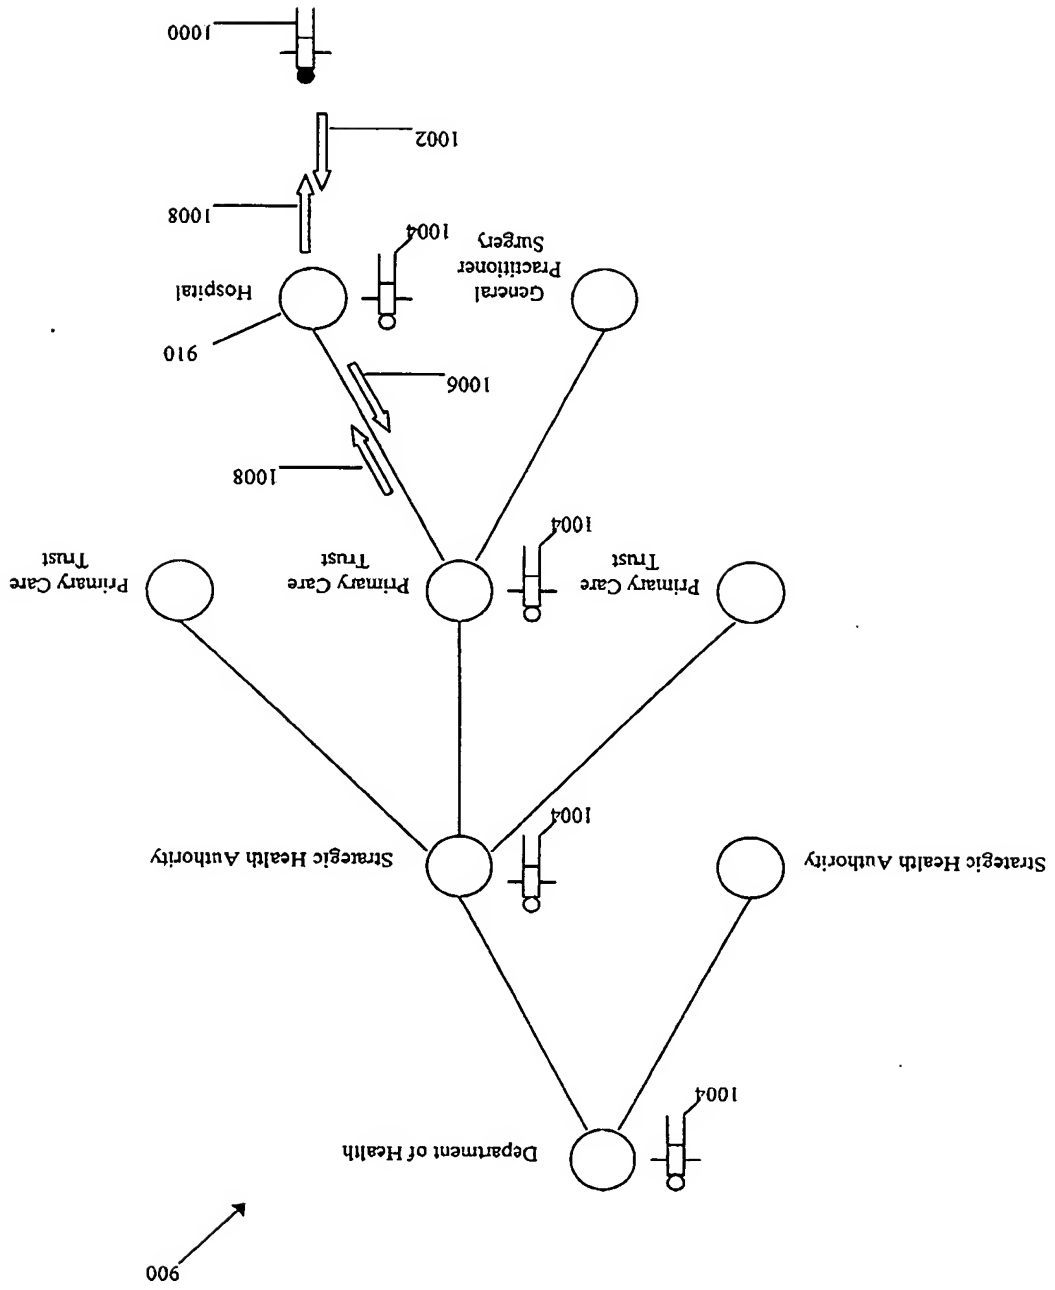 900
Department of Health
1004
Strategic Health Authority
Strategic Health Authority
1004
Primary Care
Trust
Primary Care
Trust
Primary Care
Trust
1004
1008
1006
910
General
Practitioner
Surgery
Hospital
1004
1008
1002
1000